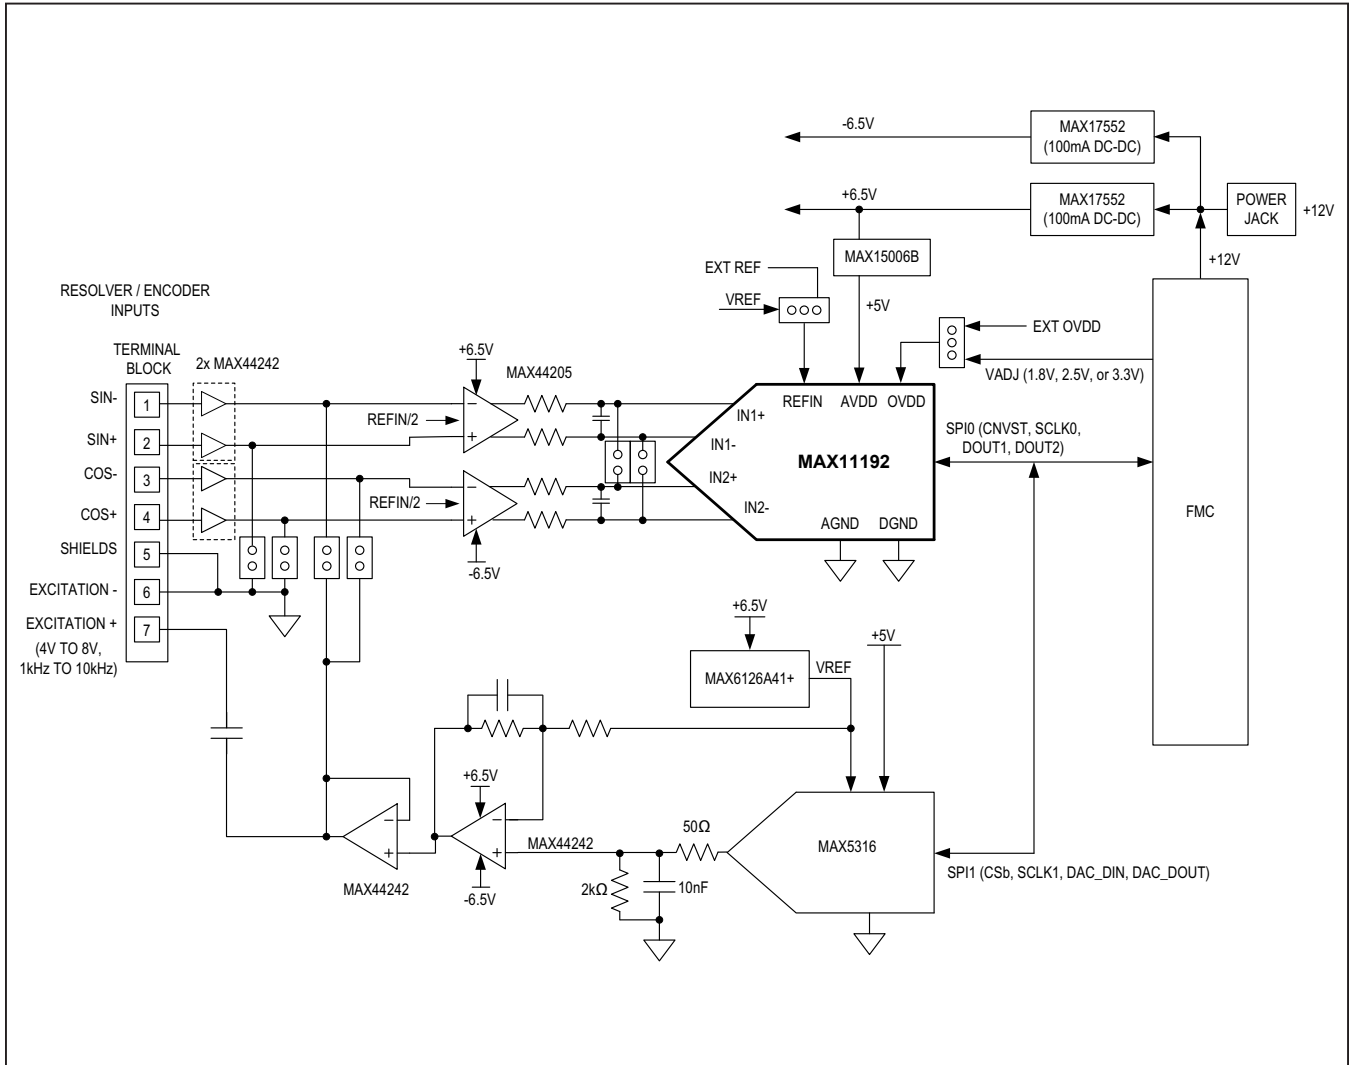 -6.5V
MAX17552
(100mA DC-DC)
+6.5V
MAX17552
(100mA DC-DC)
POWER
JACK
+12V
+12V
MAX15006B
EXT REF
VREF
+5V
EXT OVDD
VADJ (1.8V, 2.5V, or 3.3V)
RESOLVER / ENCODER
INPUTS
TERMINAL
BLOCK
2x MAX44242
+6.5V
MAX44205
SIN-
1
SIN+
2
COS-
3
COS+
4
SHIELDS
5
EXCITATION -
6
EXCITATION +
7
(4V TO 8V,
1kHz TO 10kHz)
REFIN/2
−
+
REFIN/2
−
+
-6.5V
REFIN
AVDD
OVDD
IN1+
IN1-
MAX11192
IN2+
IN2-
AGND
DGND
SPI0 (CNVST, SCLK0,
DOUT1, DOUT2)
FMC
+6.5V
MAX6126A41+
VREF
+5V
+6.5V
−
+
MAX44242
−
+
MAX44242
-6.5V
50Ω
2kΩ
10nF
MAX5316
SPI1 (CSb, SCLK1, DAC_DIN, DAC_DOUT)